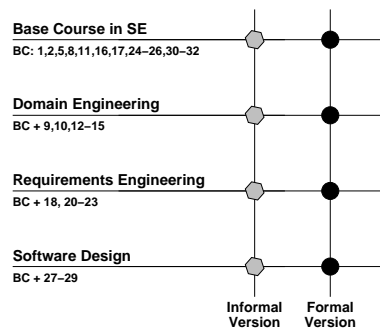 Base Course in SE
BC: 1,2,5,8,11,16,17,24–26,30–32
Domain Engineering
BC + 9,10,12–15
Requirements Engineering
BC + 18, 20–23
Software Design
BC + 27–29
Informal Formal
Version Version